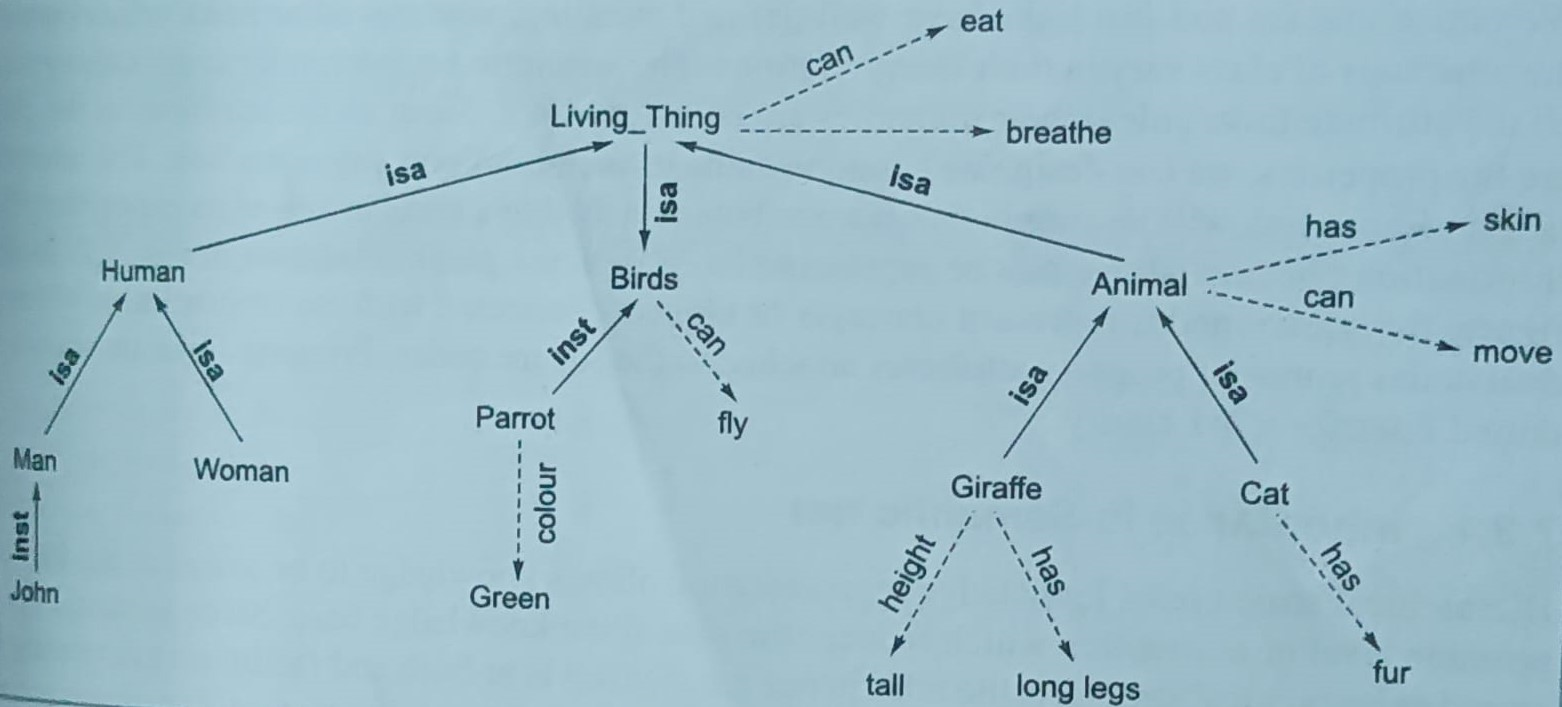 eat
can
Living_Thing
breathe
isa
isa
isa
has
skin
Human
Birds
Animal
can
move
isa
isa
inst
can
isa
isa
Parrot
fly
Man
Woman
colour
Giraffe
Cat
inst
height
has
has
John
Green
tall
long legs
fur